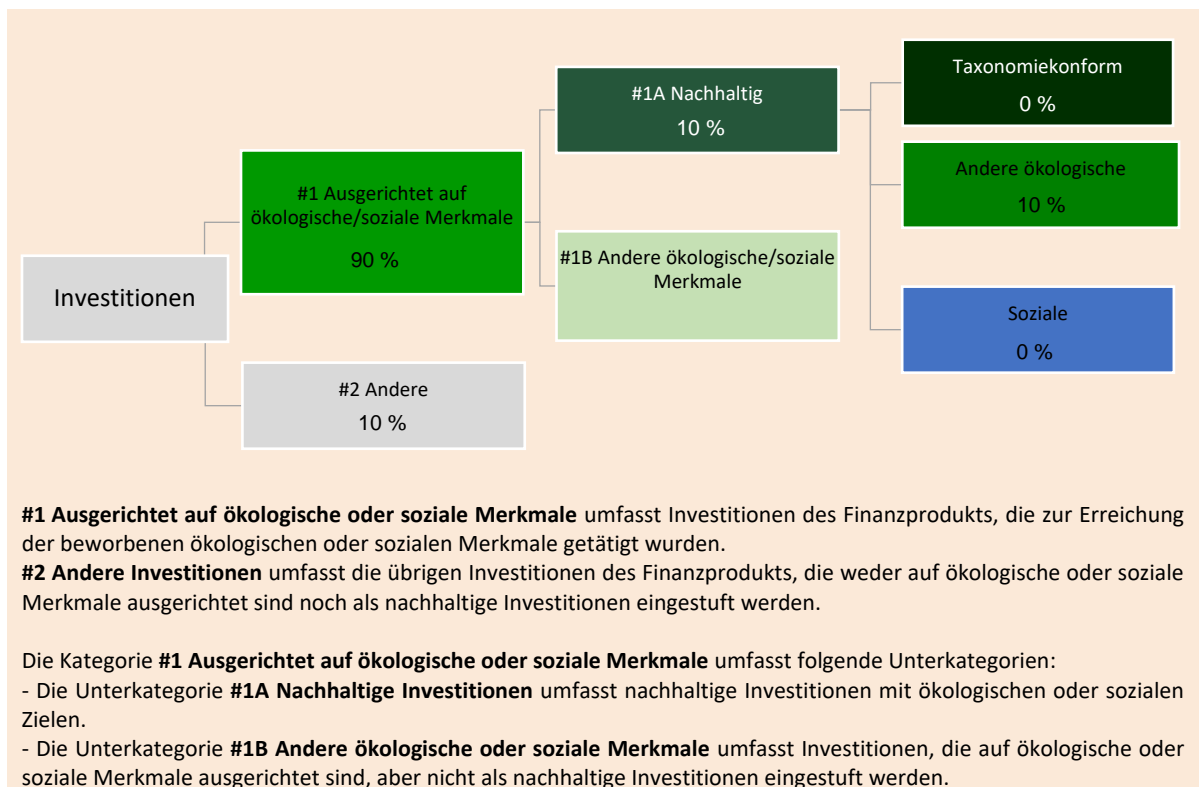 Investitionen
#1 Ausgerichtet auf
ökologische/soziale Merkmale
90 %
#2 Andere
10 %
#1A Nachhaltig
10 %
#1B Andere ökologische/soziale
Merkmale
Taxonomiekonform
0 %
Andere ökologische
10 %
Soziale
0 %
#1 Ausgerichtet auf ökologische oder soziale Merkmale umfasst Investitionen des Finanzprodukts, die zur Erreichung
der beworbenen ökologischen oder sozialen Merkmale getätigt wurden.
#2 Andere Investitionen umfasst die übrigen Investitionen des Finanzprodukts, die weder auf ökologische oder soziale
Merkmale ausgerichtet sind noch als nachhaltige Investitionen eingestuft werden.
Die Kategorie #1 Ausgerichtet auf ökologische oder soziale Merkmale umfasst folgende Unterkategorien:
- Die Unterkategorie #1A Nachhaltige Investitionen umfasst nachhaltige Investitionen mit ökologischen oder sozialen
Zielen.
- Die Unterkategorie #1B Andere ökologische oder soziale Merkmale umfasst Investitionen, die auf ökologische oder
soziale Merkmale ausgerichtet sind, aber nicht als nachhaltige Investitionen eingestuft werden.